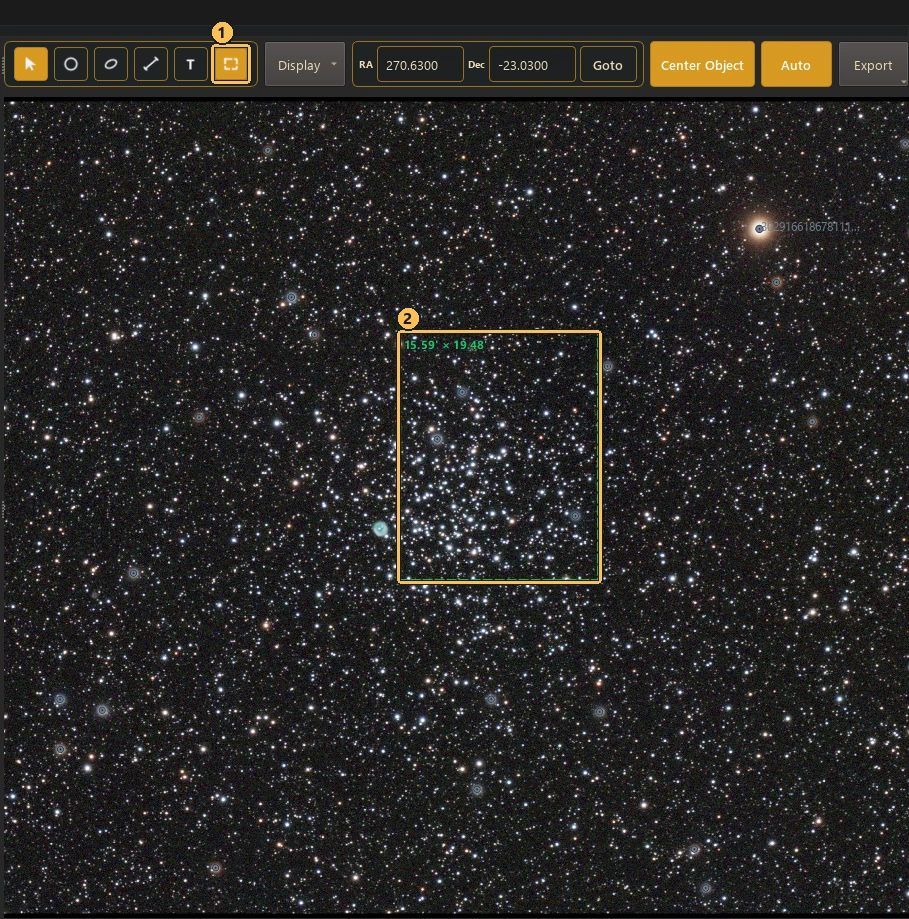 1
T
Display
RA
270.6300
Dec
-23.0300
Goto
Center Object
Auto
Export
2
15.59' × 19.48'